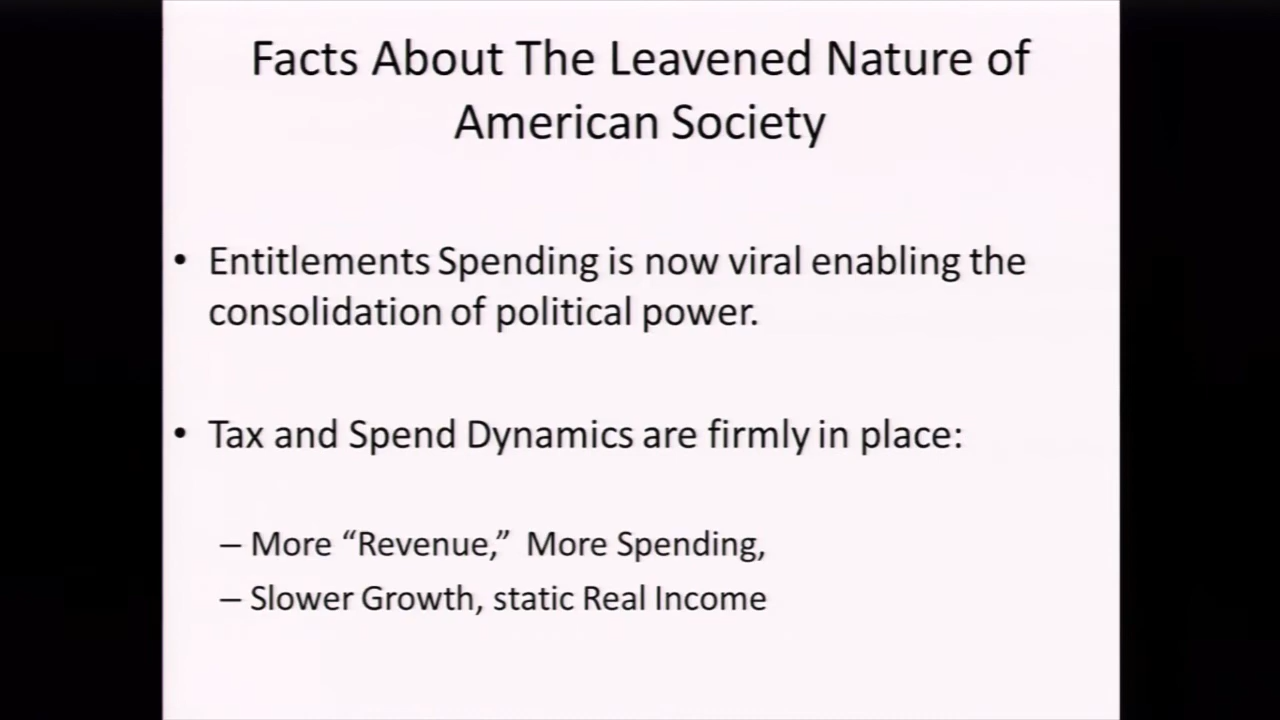 Facts About The Leavened Nature of
American Society
• Entitlements Spending is now viral enabling the
consolidation of political power.
• Tax and Spend Dynamics are firmly in place:
– More “Revenue,”  More Spending,
– Slower Growth, static Real Income